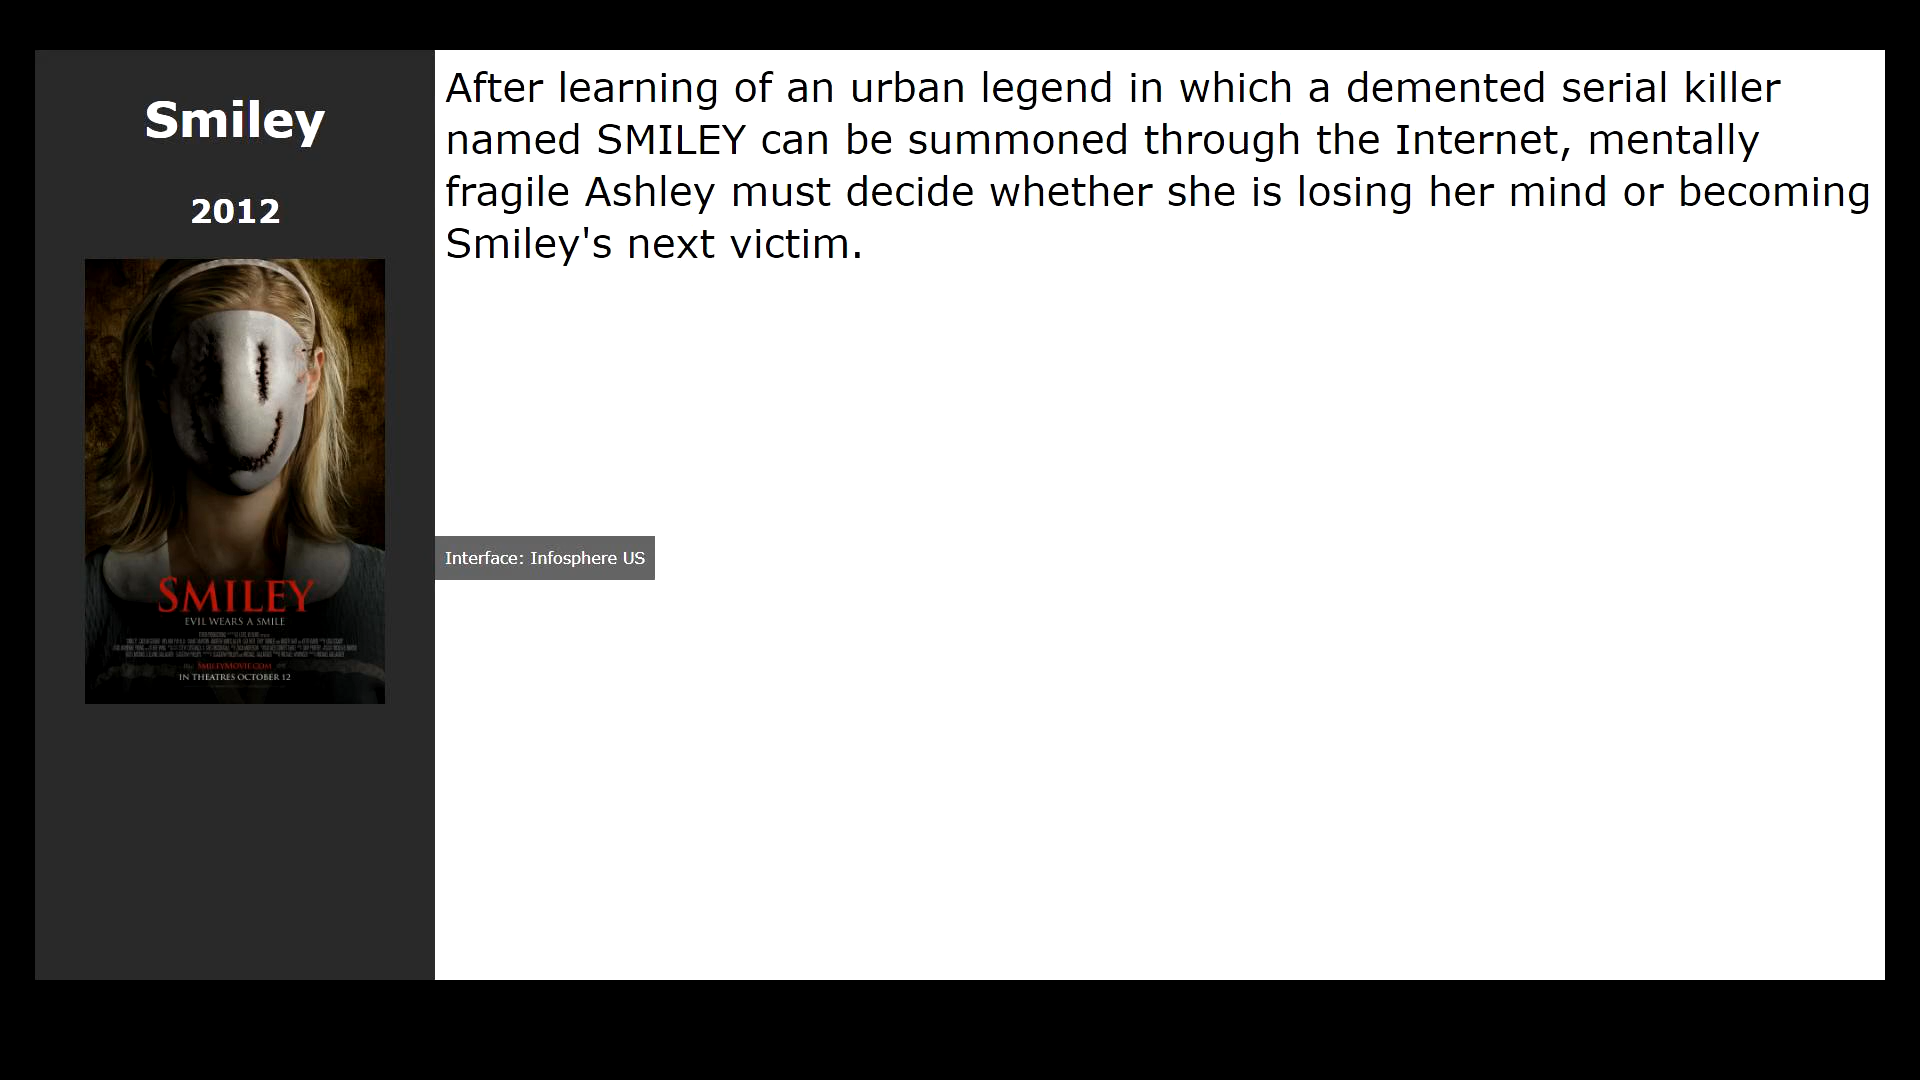 Smiley
2012
SMILEY
EVIL WEARS A SMILE
SMILEYMOVIE.COM
IN THEATRES OCTOBER 12
After learning of an urban legend in which a demented serial killer
named SMILEY can be summoned through the Internet, mentally
fragile Ashley must decide whether she is losing her mind or becoming
Smiley's next victim.
Interface: Infosphere US